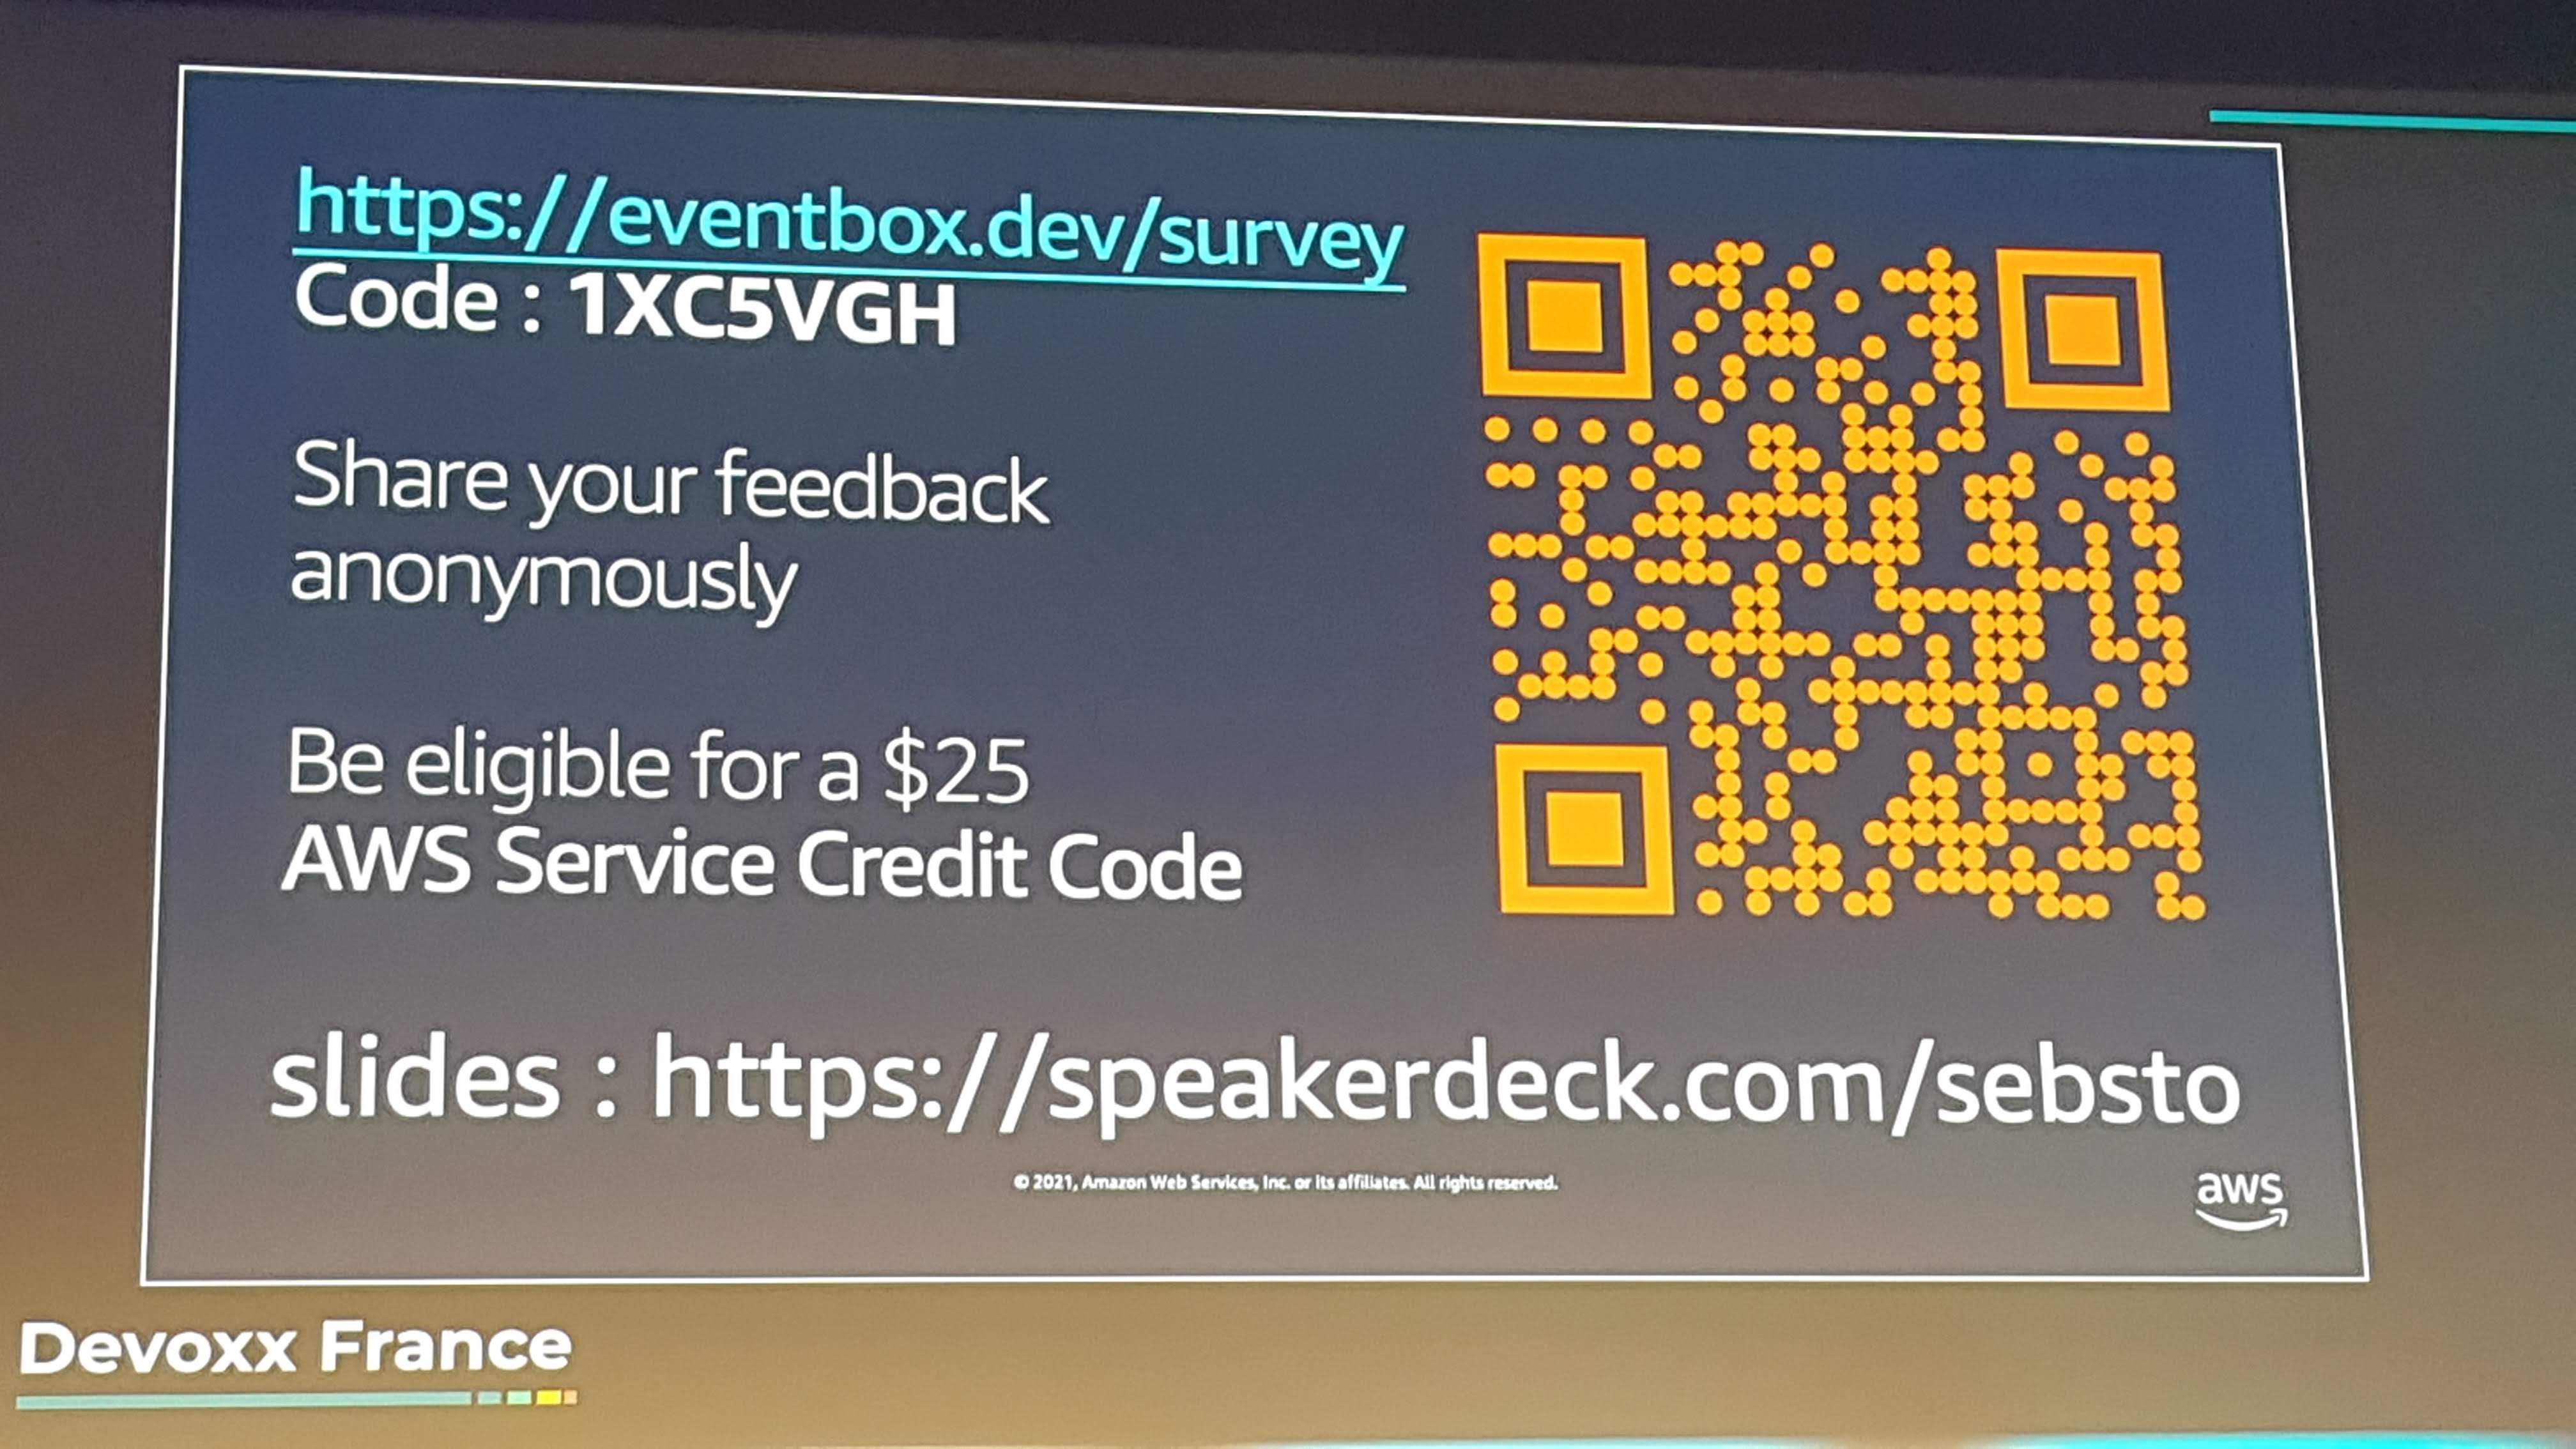 https://eventbox.dev/survey
Code : 1XC5VGH
Share your feedback
anonymously
Be eligible for a $25
AWS Service Credit Code
slides : https://speakerdeck.com/sebsto
© 2021, Amazon Web Services, Inc. or its affiliates. All rights reserved.
aws
Devoxx France